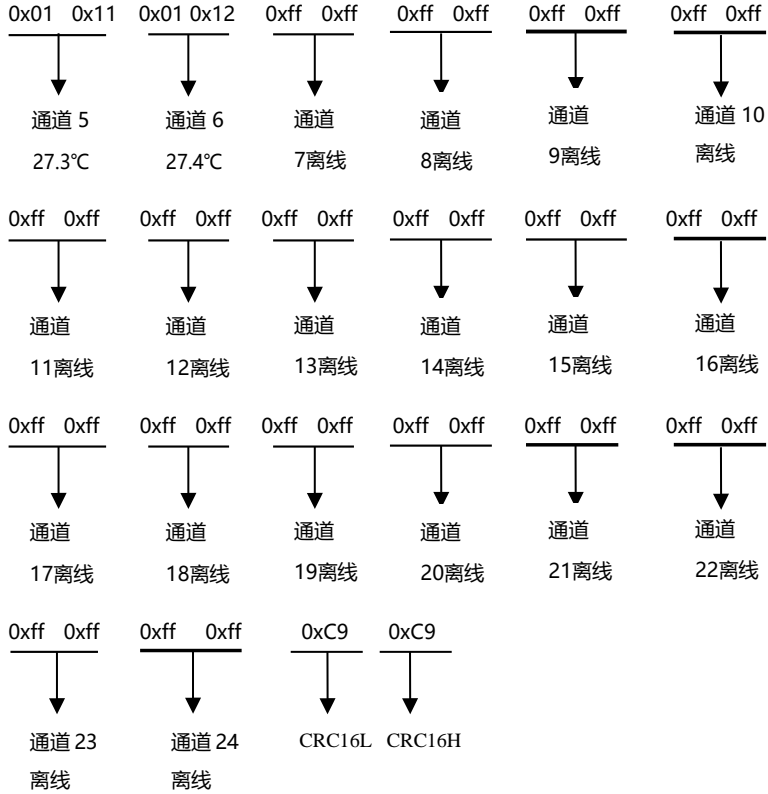 0x01 0x11 0x01 0x12 0xff 0xff 0xff 0xff 0xff 0xff 0xff 0xff
通道 5 通道 6 通道 通道 通道 通道 10
27.3℃ 27.4℃ 7离线 8离线 9离线 离线
0xff 0xff 0xff 0xff 0xff 0xff 0xff 0xff 0xff 0xff 0xff 0xff
通道 通道 通道 通道 通道 通道
11离线 12离线 13离线 14离线 15离线 16离线
0xff 0xff 0xff 0xff 0xff 0xff 0xff 0xff 0xff 0xff 0xff 0xff
通道 通道 通道 通道 通道 通道
17离线 18离线 19离线 20离线 21离线 22离线
0xff 0xff 0xff 0xff 0xC9 0xC9
通道 23 通道 24 CRC16L CRC16H
离线 离线